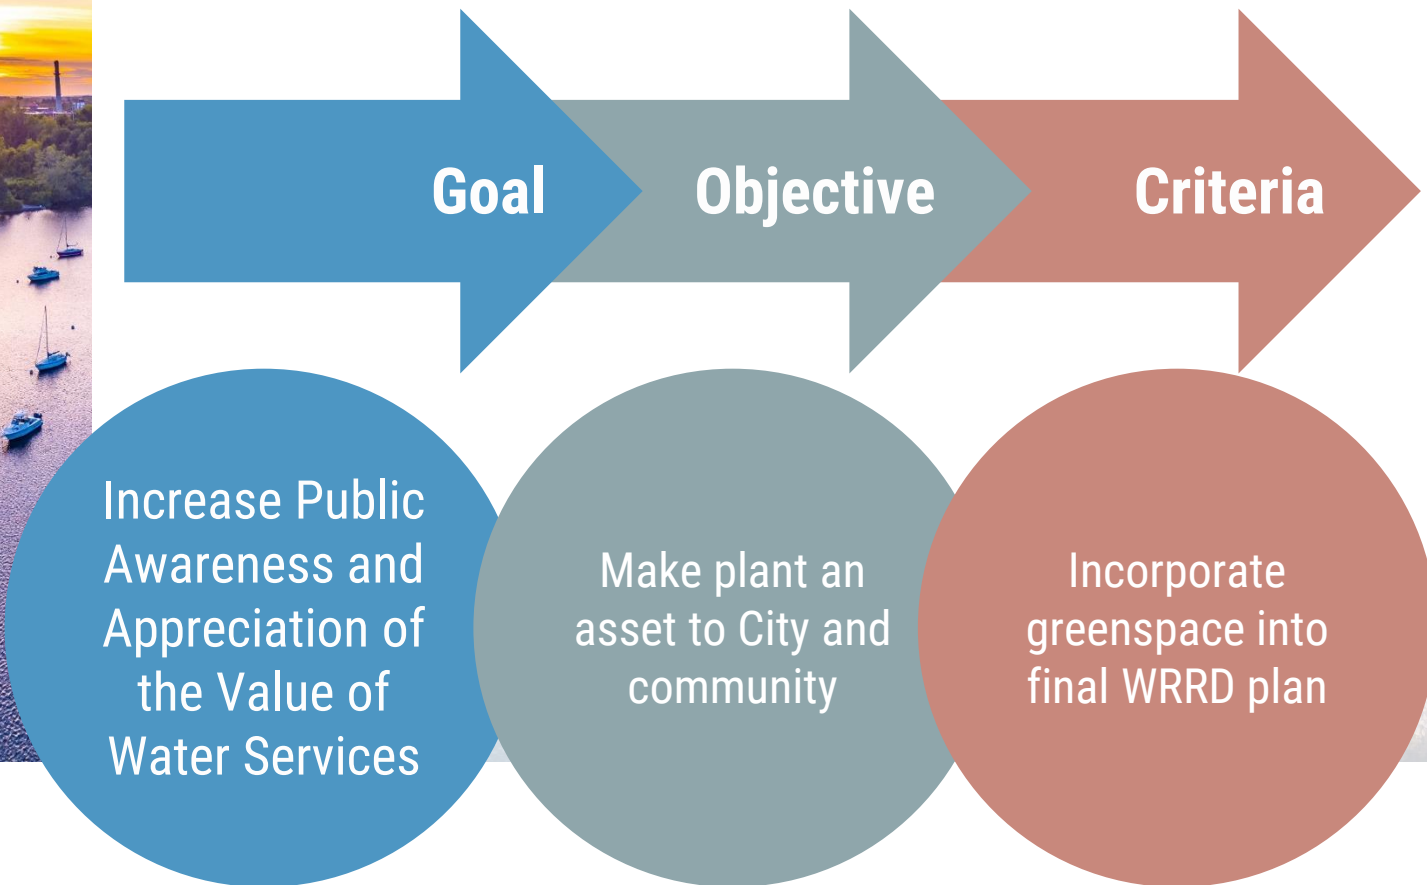 Goal
Objective
Criteria
Increase Public
Awareness and
Appreciation of
the Value of
Water Services
Make plant an
asset to City and
community
Incorporate
greenspace into
final WRRD plan